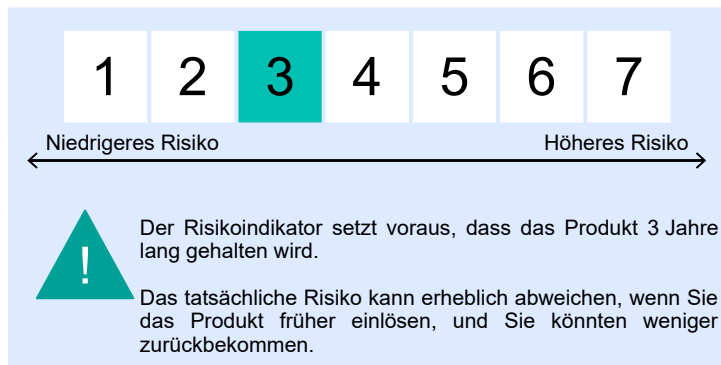 1 2 3 4 5 6 7
Niedrigeres Risiko Höheres Risiko
!
Der Risikoindikator setzt voraus, dass das Produkt 3 Jahre
lang gehalten wird.
Das tatsächliche Risiko kann erheblich abweichen, wenn Sie
das Produkt früher einlösen, und Sie könnten weniger
zurückbekommen.